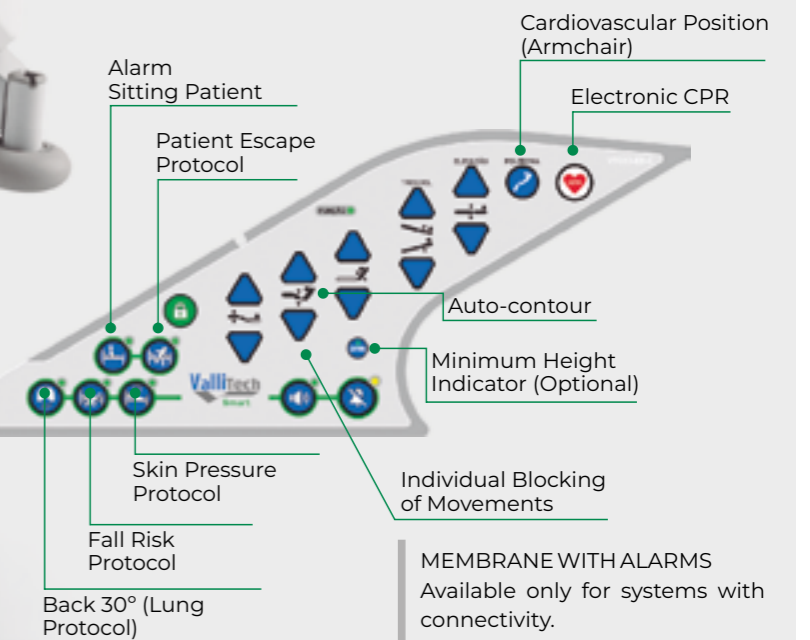 Cardiovascular Position
(Armchair)
Alarm
Sitting Patient
Electronic CPR
Patient Escape
Protocol
Auto-contour
Minimum Height
Indicator (Optional)
ValliTech
Smart
Skin Pressure
Protocol
Individual Blocking
of Movements
Fall Risk
Protocol
MEMBRANE WITH ALARMS
Available only for systems with
connectivity.
Back 30º (Lung
Protocol)